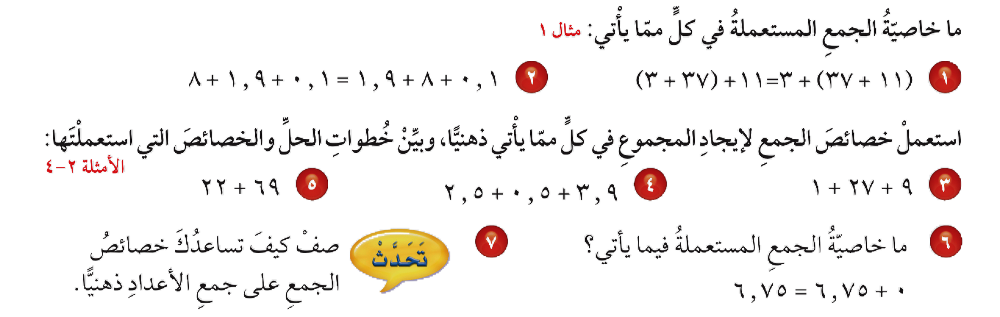 ما خاصيّةُ الجمعِ المستعملةُ في كلٍّ ممّا يأْتي: مثال ١
١ (١١ + ٣٧) + ٣=١١ + (٣٧ + ٣)
٢ ٠,١ + ٨ + ١,٩ = ٠,١ + ١,٩ + ٨
استعملْ خصائصَ الجمعِ لإيجادِ المجموعِ في كلٍّ ممّا يأْتي ذهنيًّا، وبيِّنْ خُطواتِ الحلِّ والخصائصَ التي استعملْتَها:
الأمثلة ٢–٤
٣ ٩ + ٢٧ + ١
٤ ٣,٩ + ٠,٥ + ٢,٥
٥ ٦٩ + ٢٢
٦ ما خاصيّةُ الجمعِ المستعملةُ فيما يأتي؟
٠ + ٦,٧٥ = ٦,٧٥
٧ تَحَدَّثْ صفْ كيفَ تساعدُكَ خصائصُ
الجمعِ على جمعِ الأعدادِ ذهنيًّا.